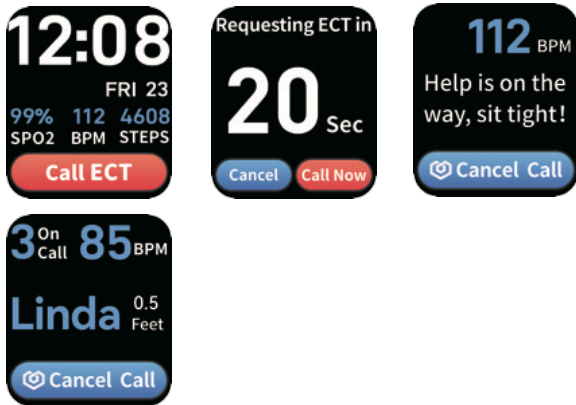 12:08
FRI 23
99% 112 4608
SPO2 BPM STEPS
Call ECT
Requesting ECT in
20 Sec
Cancel Call Now
112 BPM
Help is on the
way, sit tight!
Cancel Call
3 On Call 85 BPM
Linda 0.5 Feet
Cancel Call